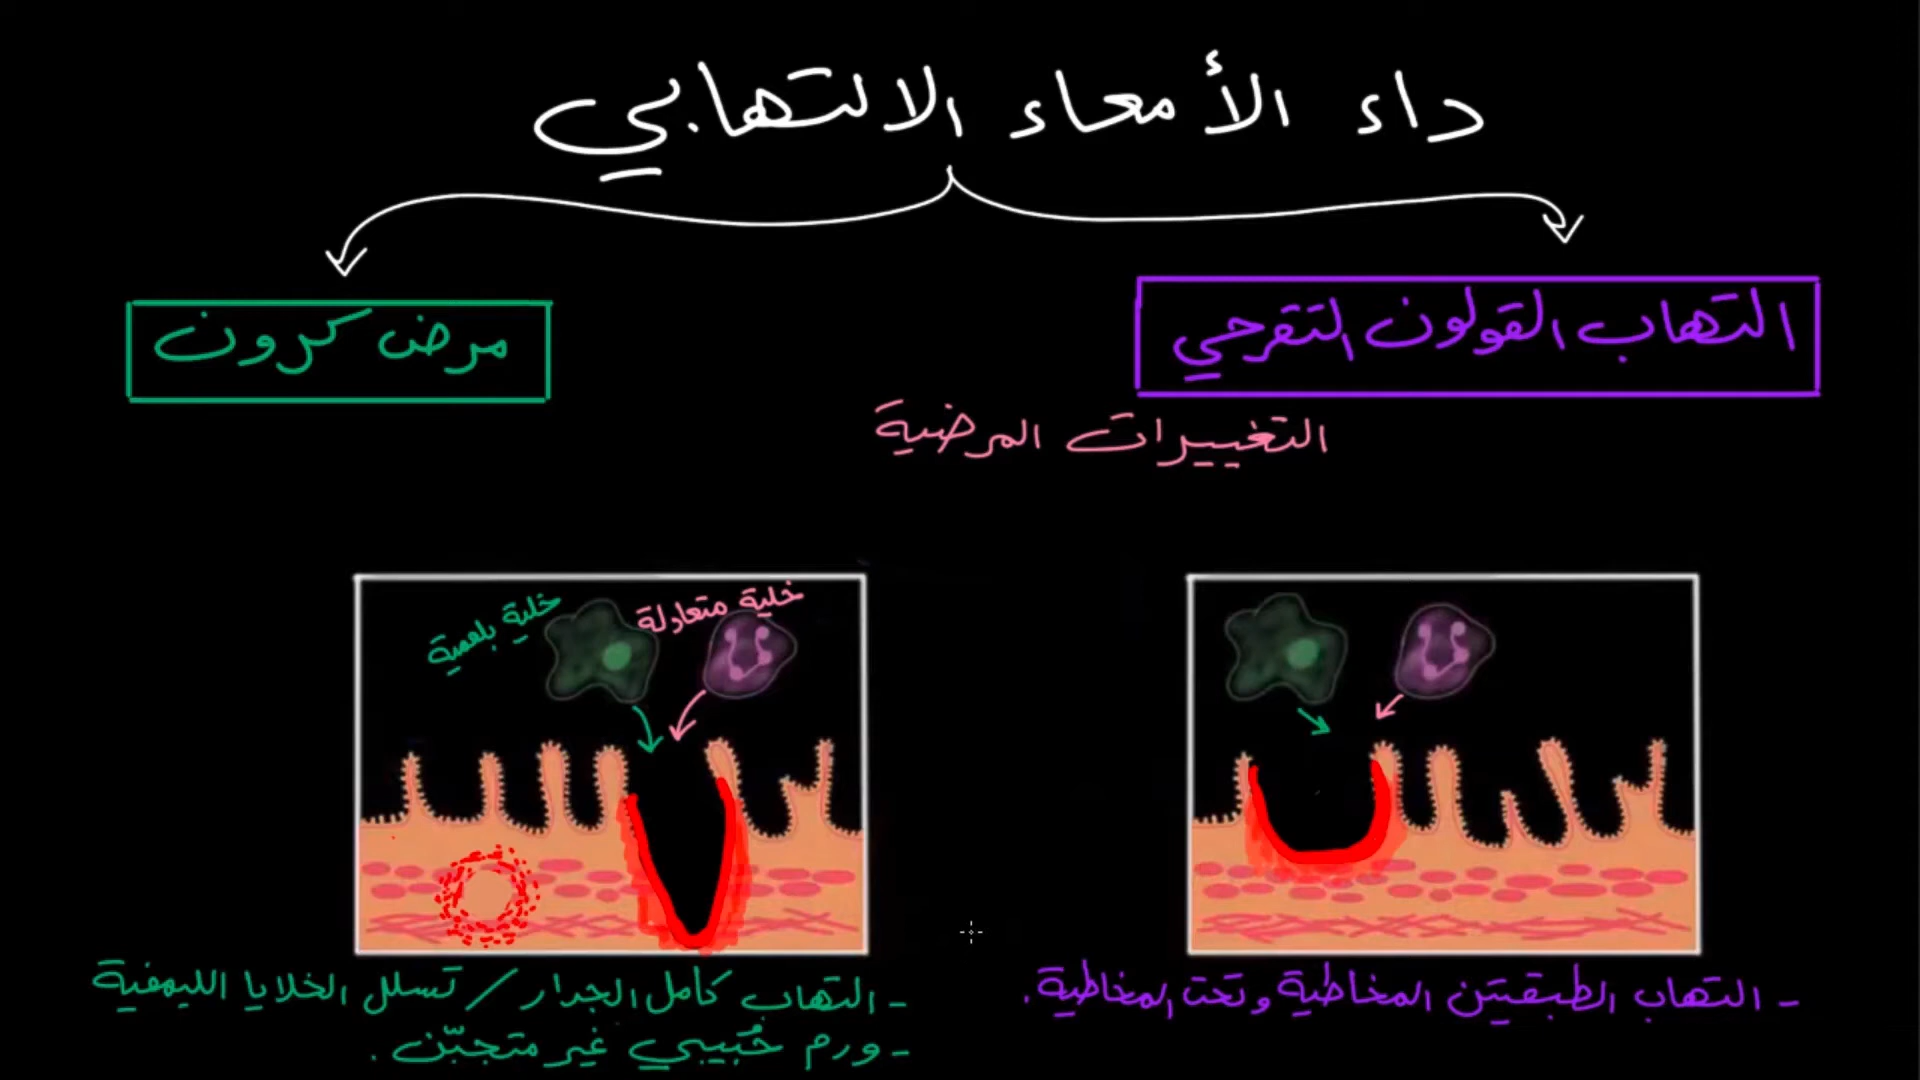 داء الأمعاء الالتهابي
التهاب القولون التقرحي
مرض كرون
التغييرات المرضية
خلية متعادلة
خلية بلعمية
- التهاب الطبقتين المخاطية وتحت المخاطية.
- التهاب كامل الجدار / تسلل الخلايا الليمفية
- ورم حُبيبي غير متجبّن.